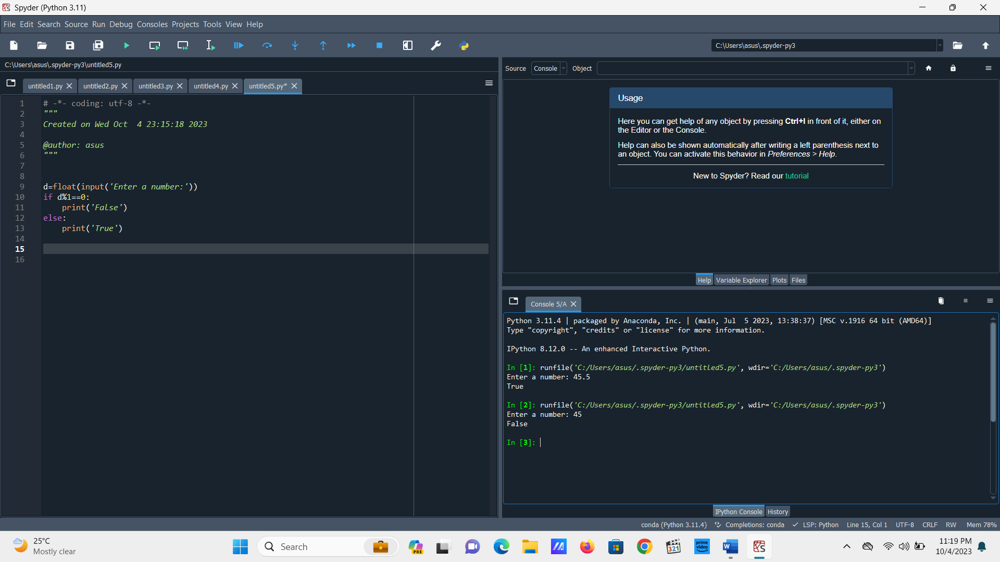 Spyder (Python 3.11)
File Edit Search Source Run Debug Consoles Projects Tools View Help
C:\Users\asus\.spyder-py3
C:\Users\asus\.spyder-py3\untitled5.py
untitled1.py untitled2.py untitled3.py untitled4.py untitled5.py*
1 # -*- coding: utf-8 -*-
2 """
3 Created on Wed Oct  4 23:15:18 2023
4
5 @author: asus
6 """
7
8
9 d=float(input('Enter a number:'))
10 if d%1==0:
11     print('False')
12 else:
13     print('True')
14
15
16
Source Console Object
Usage
Here you can get help of any object by pressing Ctrl+I in front of it, either on
the Editor or the Console.
Help can also be shown automatically after writing a left parenthesis next to
an object. You can activate this behavior in Preferences > Help.
New to Spyder? Read our tutorial
Help Variable Explorer Plots Files
Console 5/A
Python 3.11.4 | packaged by Anaconda, Inc. | (main, Jul  5 2023, 13:38:37) [MSC v.1916 64 bit (AMD64)]
Type "copyright", "credits" or "license" for more information.
IPython 8.12.0 -- An enhanced Interactive Python.
In [1]: runfile('C:/Users/asus/.spyder-py3/untitled5.py', wdir='C:/Users/asus/.spyder-py3')
Enter a number: 45.5
True
In [2]: runfile('C:/Users/asus/.spyder-py3/untitled5.py', wdir='C:/Users/asus/.spyder-py3')
Enter a number: 45
False
In [3]:
IPython Console History
conda (Python 3.11.4) Completions: conda LSP: Python Line 15, Col 1 UTF-8 CRLF RW Mem 78%
25°C
Mostly clear
Search
PRE
321
prime
video
W
11:19 PM
10/4/2023